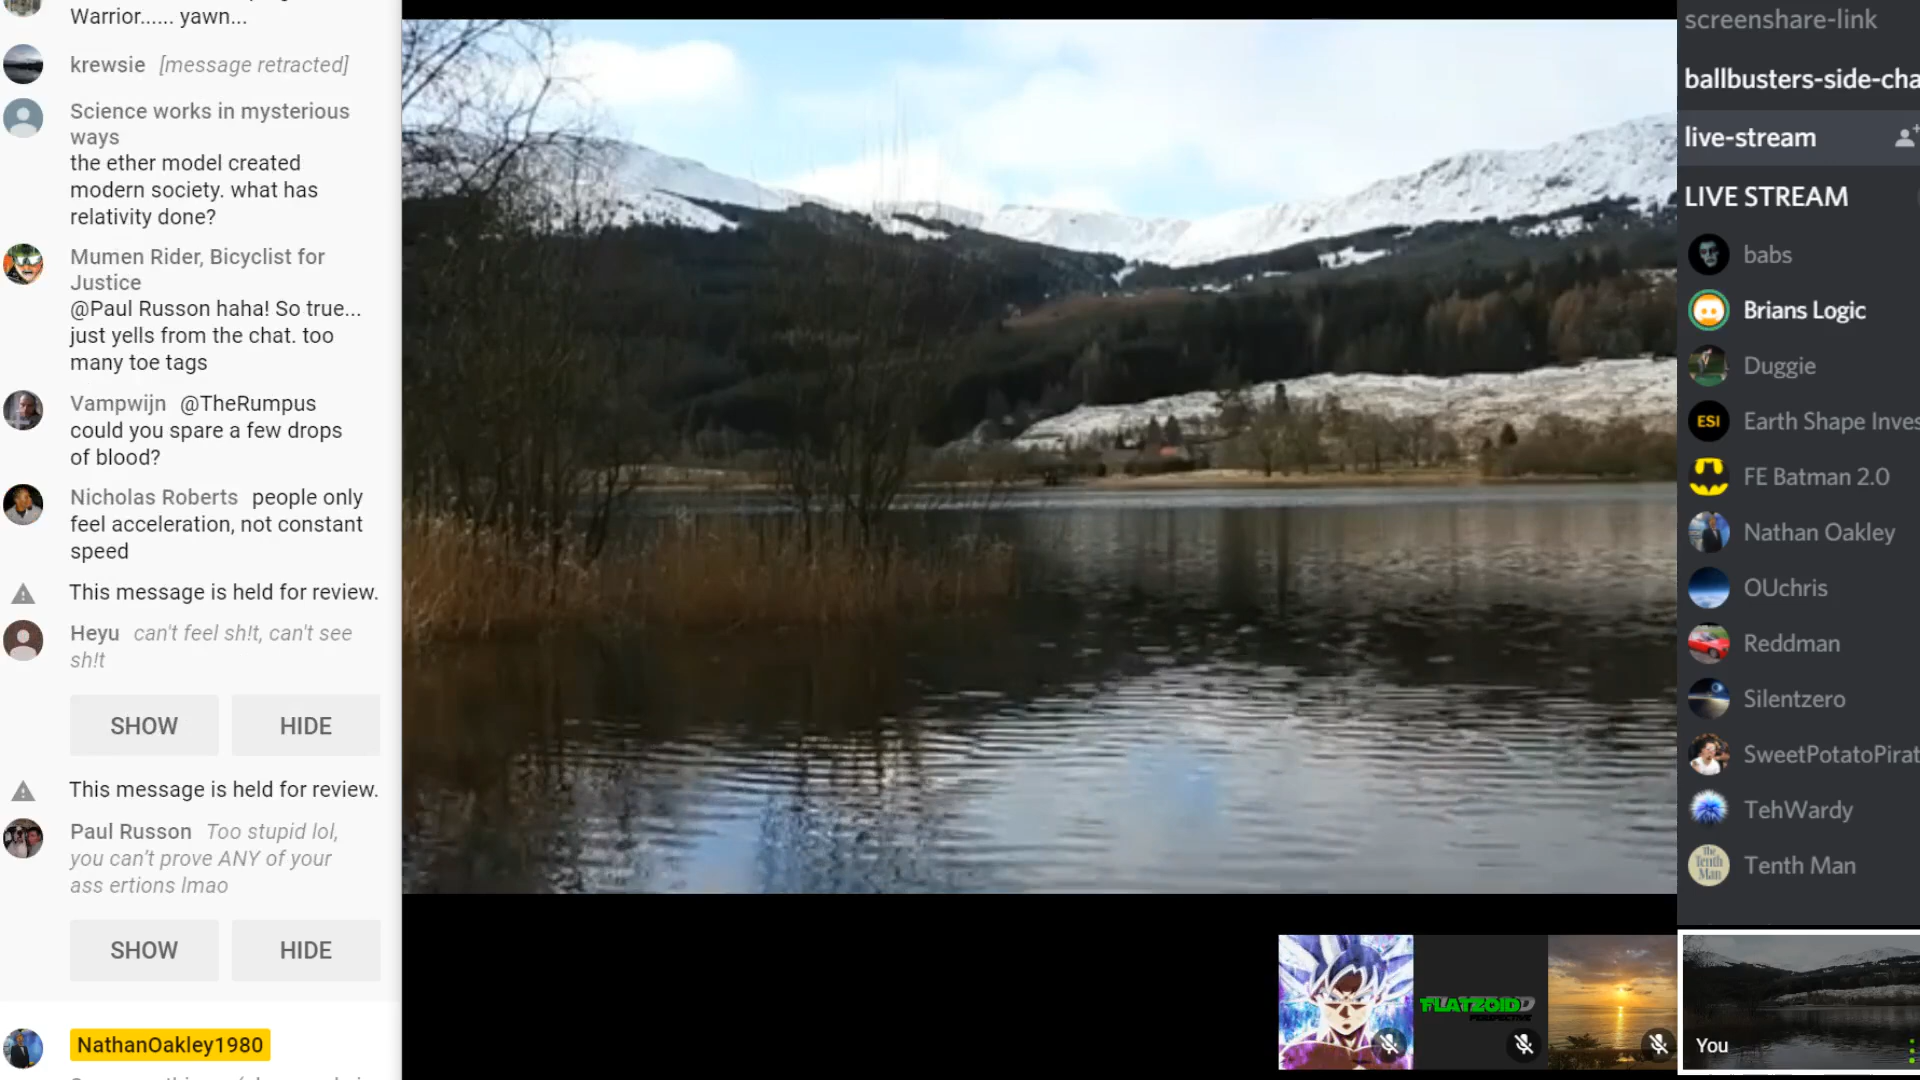 Warrior...... yawn...
krewsie [message retracted]
Science works in mysterious
ways
the ether model created
modern society. what has
relativity done?
Mumen Rider, Bicyclist for
Justice
@Paul Russon haha! So true...
just yells from the chat. too
many toe tags
Vampwijn @TheRumpus
could you spare a few drops
of blood?
Nicholas Roberts people only
feel acceleration, not constant
speed
This message is held for review.
Heyu can't feel sh!t, can't see
sh!t
SHOW HIDE
This message is held for review.
Paul Russon Too stupid lol,
you can't prove ANY of your
ass ertions lmao
SHOW HIDE
NathanOakley1980
screenshare-link
ballbusters-side-cha
live-stream
LIVE STREAM
babs
Brians Logic
Duggie
ESI Earth Shape Inves
FE Batman 2.0
Nathan Oakley
OUchris
Reddman
Silentzero
SweetPotatoPirat
TehWardy
The Tenth Man Tenth Man
FLATZOID
PERSPECTIVE
You